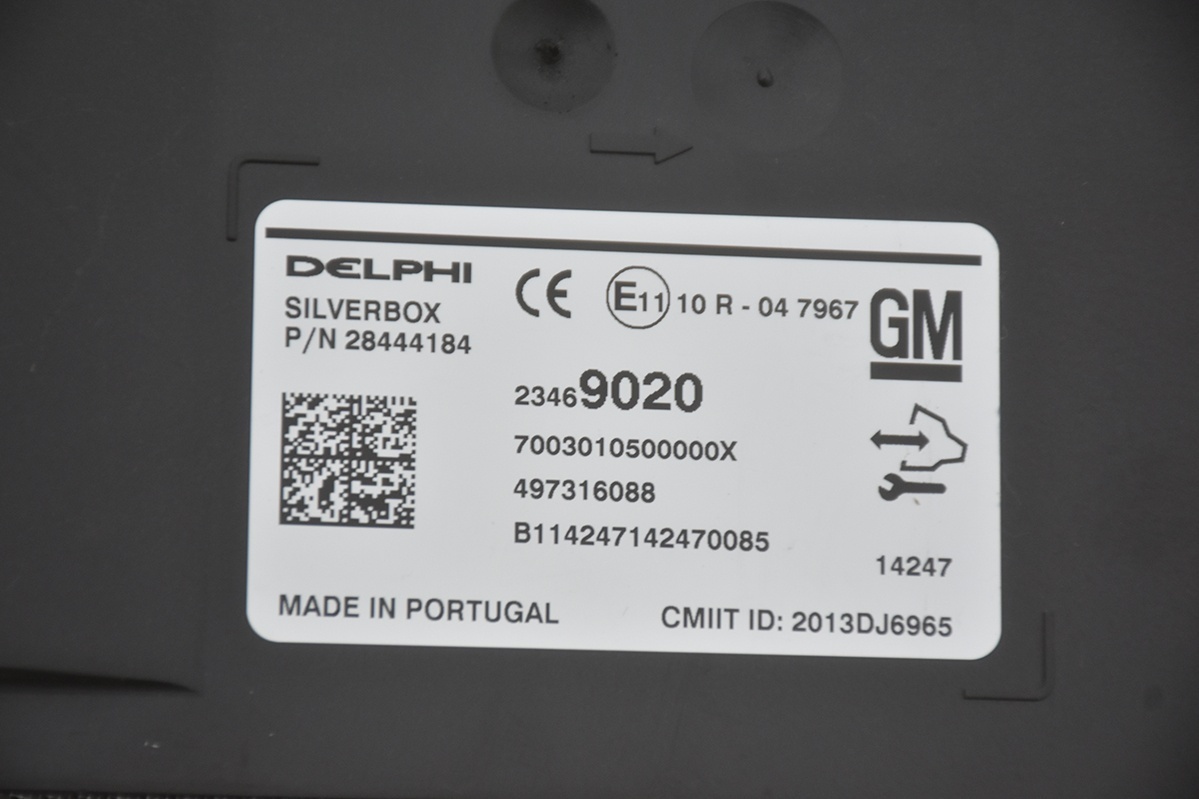 DELPHI
SILVERBOX
P/N 28444184
CE E11 10 R - 04 7967
GM
23469020
7003010500000X
497316088
B114247142470085
14247
MADE IN PORTUGAL
CMIIT ID: 2013DJ6965